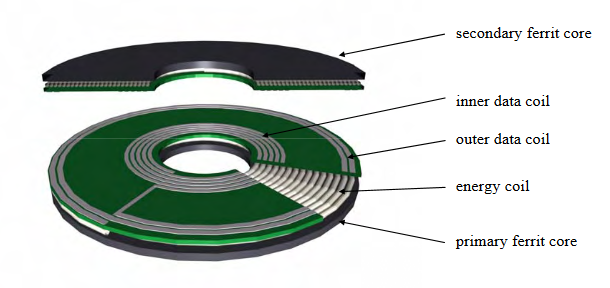 secondary ferrit core
inner data coil
outer data coil
energy coil
primary ferrit core